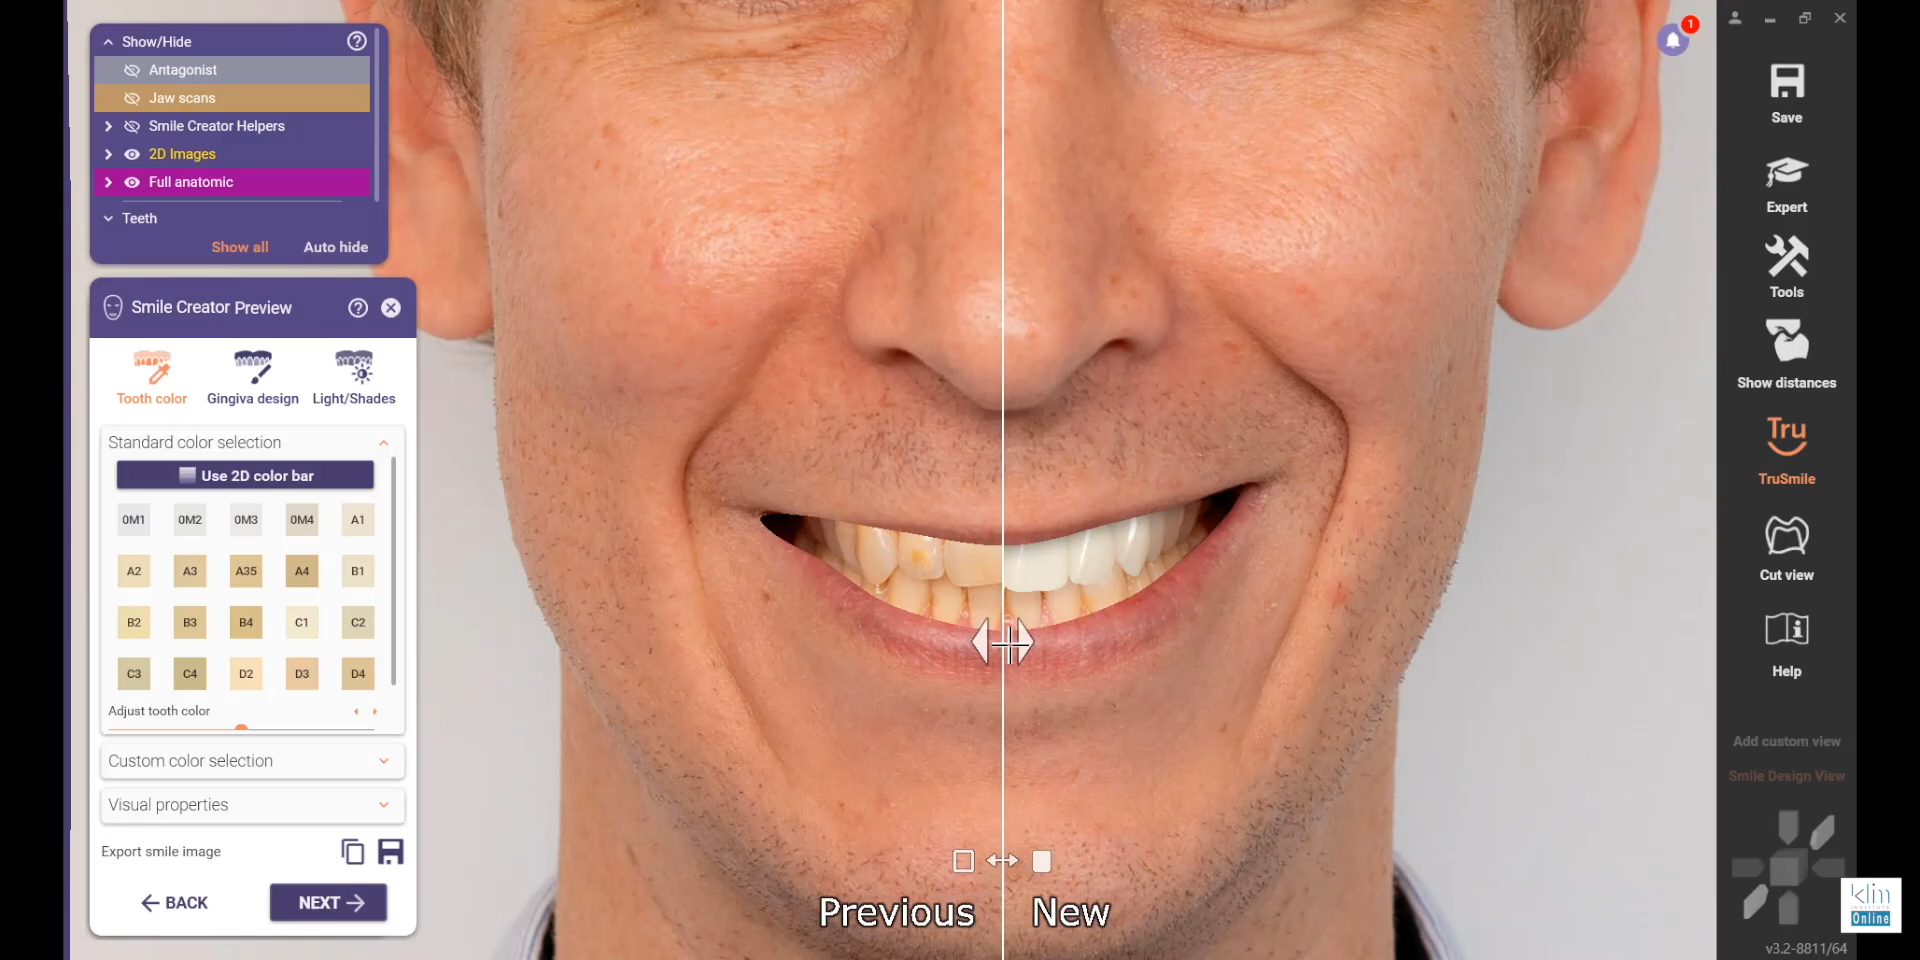 Show/Hide
Antagonist
Jaw scans
Smile Creator Helpers
2D Images
Full anatomic
Teeth
Show all Auto hide
Smile Creator Preview
Tooth color Gingiva design Light/Shades
Standard color selection
Use 2D color bar
0M1 0M2 0M3 0M4 A1
A2 A3 A35 A4 B1
B2 B3 B4 C1 C2
C3 C4 D2 D3 D4
Adjust tooth color
Custom color selection
Visual properties
Export smile image
BACK NEXT
Previous New
1
Save
Expert
Tools
Show distances
Tru
TruSmile
Cut view
Help
Add custom view
Smile Design View
klim
INSTITUTE
Online
v3.2-8811/64